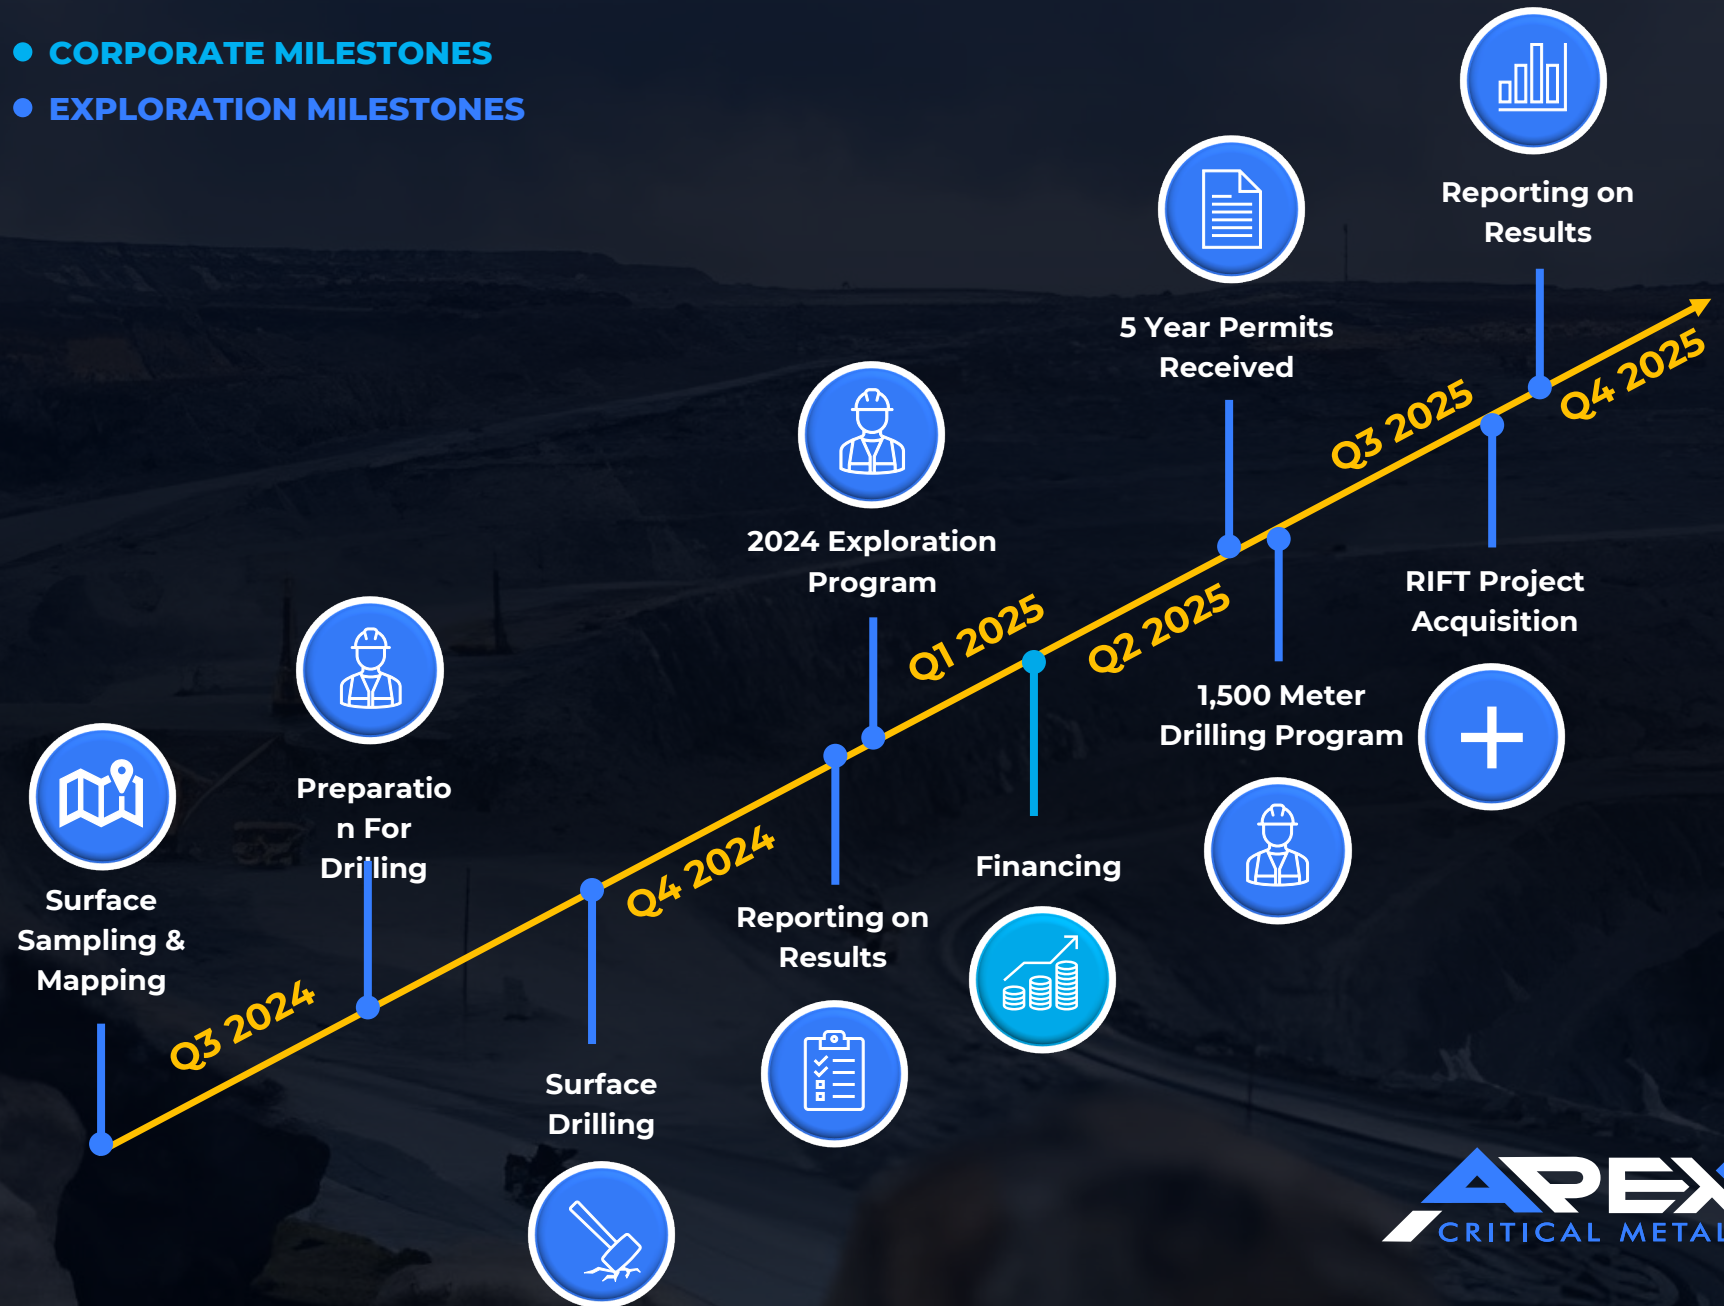 CORPORATE MILESTONES
EXPLORATION MILESTONES
Surface
Sampling &
Mapping
Q3 2024
Preparatio
n For
Drilling
Surface
Drilling
Q4 2024
Reporting on
Results
2024 Exploration
Program
Q1 2025
Financing
Q2 2025
5 Year Permits
Received
1,500 Meter
Drilling Program
Q3 2025
RIFT Project
Acquisition
Reporting on
Results
Q4 2025
APEX
CRITICAL METAL